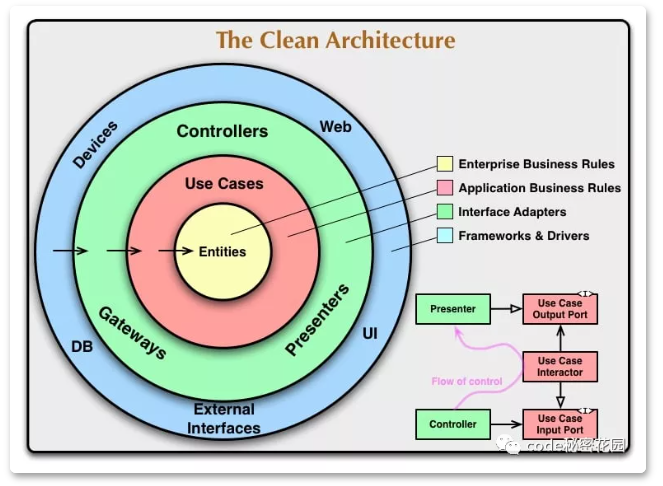 The Clean Architecture
Devices
Web
Controllers
Use Cases
Entities
Gateways
Presenters
DB
UI
External
Interfaces
Enterprise Business Rules
Application Business Rules
Interface Adapters
Frameworks & Drivers
Presenter
<I>
Use Case
Output Port
Flow of control
Use Case
Interactor
Controller
<I>
Use Case
Input Port
code秘密花园